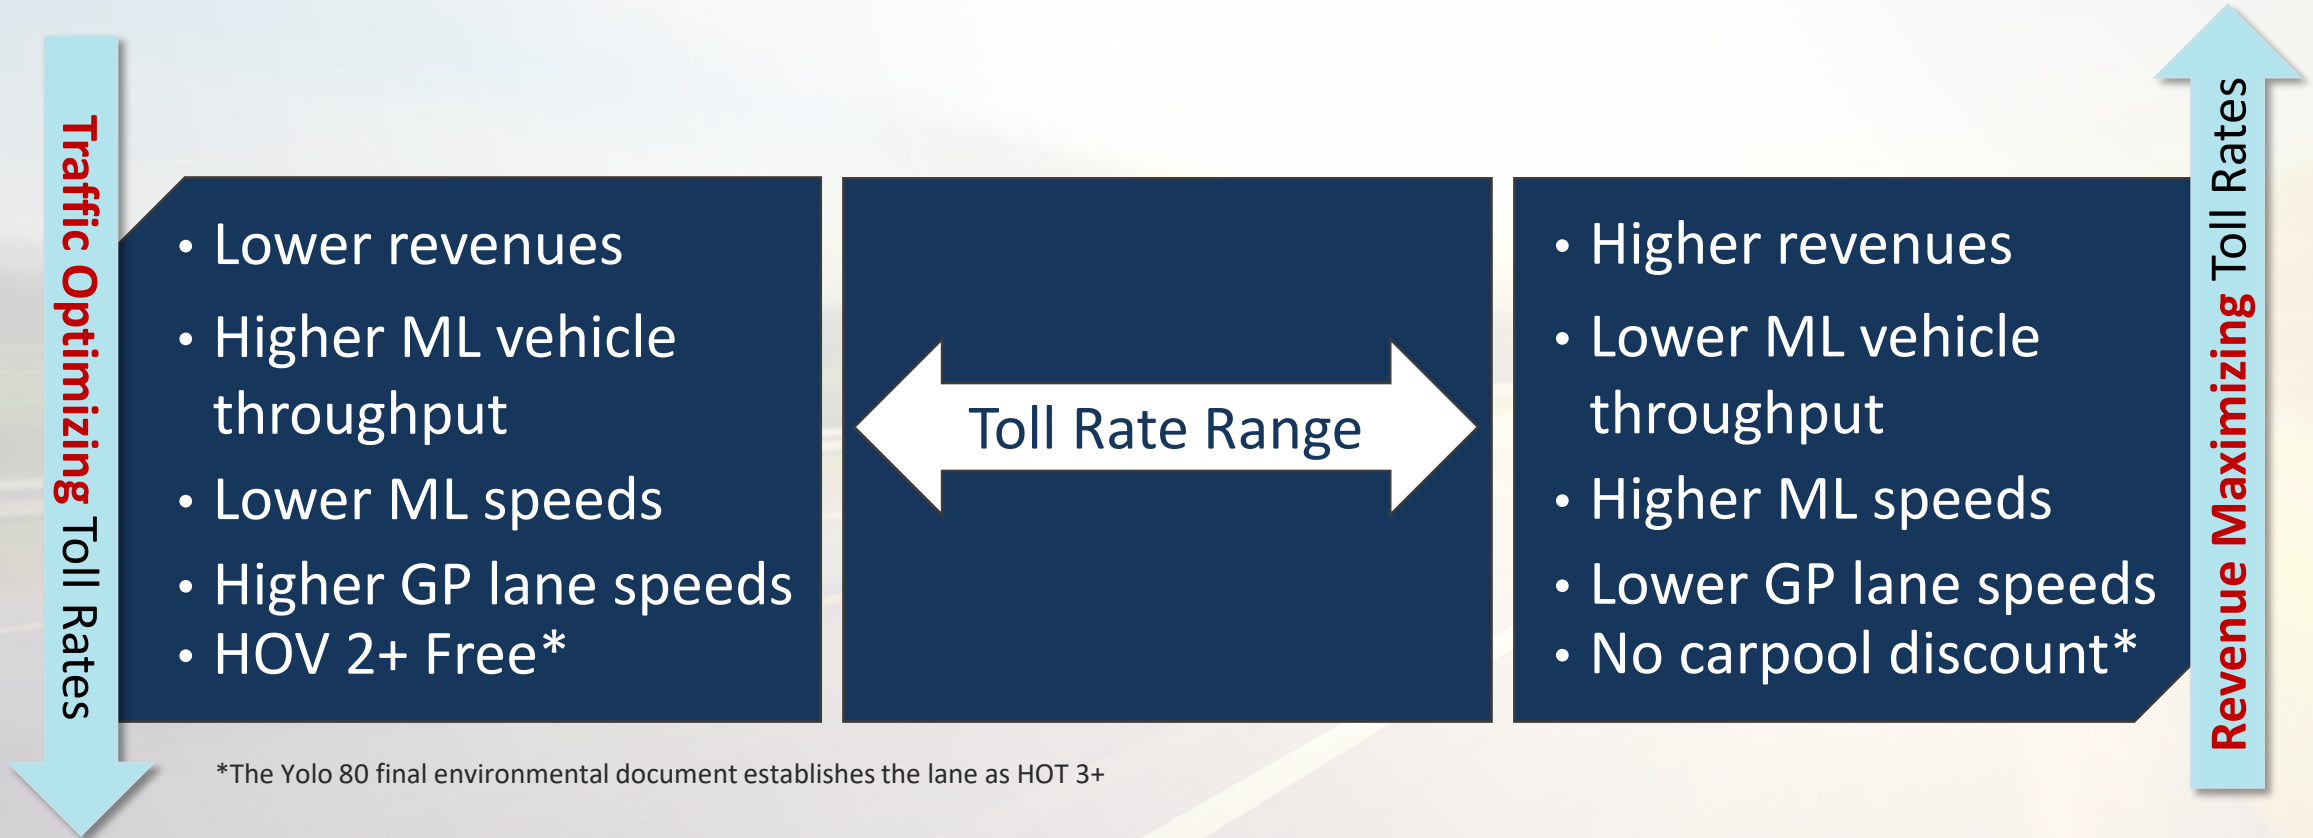 Traffic Optimizing Toll Rates
• Lower revenues
• Higher ML vehicle
throughput
• Lower ML speeds
• Higher GP lane speeds
• HOV 2+ Free*
Toll Rate Range
• Higher revenues
• Lower ML vehicle
throughput
• Higher ML speeds
• Lower GP lane speeds
• No carpool discount*
Revenue Maximizing Toll Rates
*The Yolo 80 final environmental document establishes the lane as HOT 3+